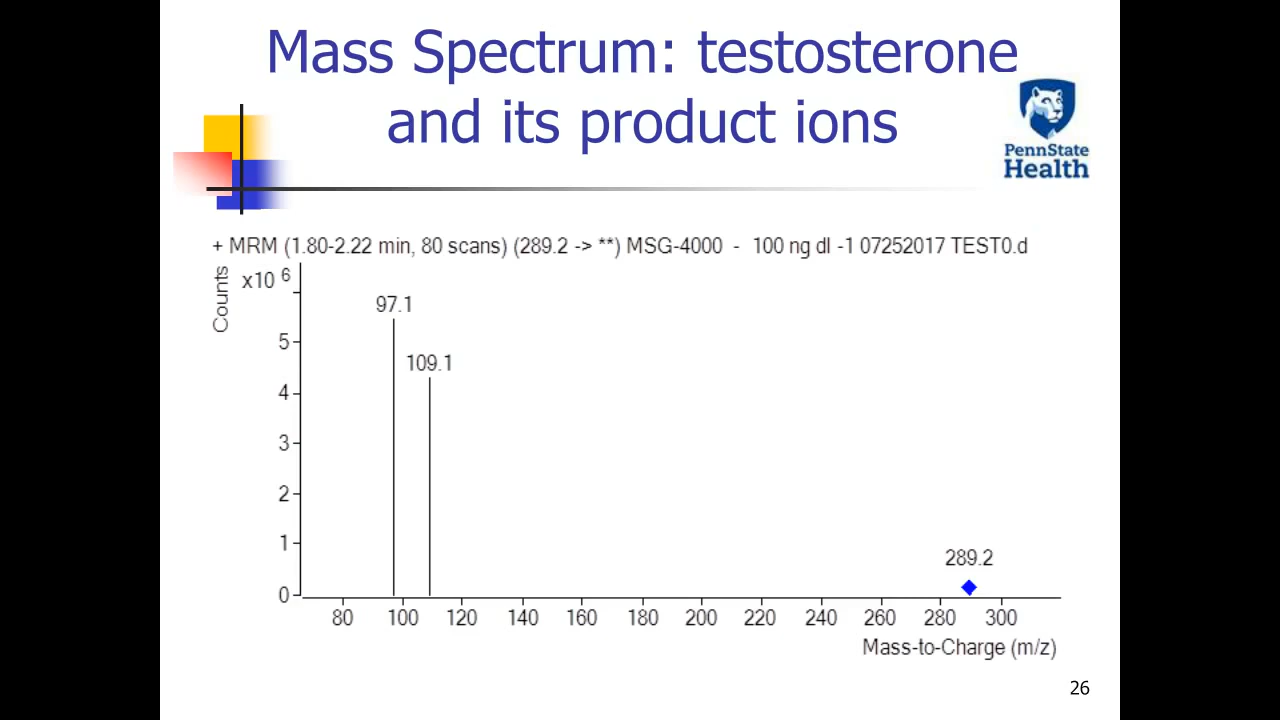 Mass Spectrum: testosterone
and its product ions
PennState
Health
+ MRM (1.80-2.22 min, 80 scans) (289.2 -> **) MSG-4000 - 100 ng dl -1 07252017 TEST0.d
Counts
x10 6
97.1
5
109.1
4
3
2
1
289.2
0
80 100 120 140 160 180 200 220 240 260 280 300
Mass-to-Charge (m/z)
26